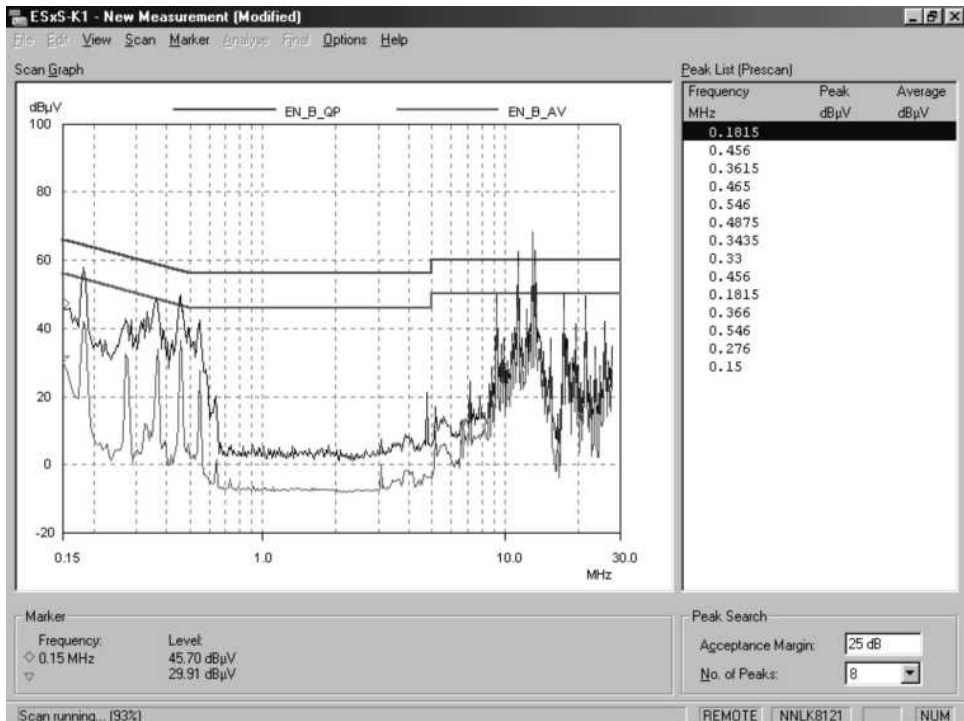 ESxS-K1 - New Measurement (Modified)
File Edit View Scan Marker Analyse Final Options Help
Scan Graph
dBµV
EN_B_QP EN_B_AV
100
80
60
40
20
0
-20
0.15 1.0 10.0 30.0
MHz
Peak List (Prescan)
Frequency Peak Average
MHz dBµV dBµV
0.1815
0.456
0.3615
0.465
0.546
0.4875
0.3435
0.33
0.456
0.1815
0.366
0.546
0.276
0.15
Marker
Frequency: Level:
0.15 MHz 45.70 dBµV
29.91 dBµV
Peak Search
Acceptance Margin: 25 dB
No. of Peaks: 8
Scan running... (93%) REMOTE NNLK8121 NUM